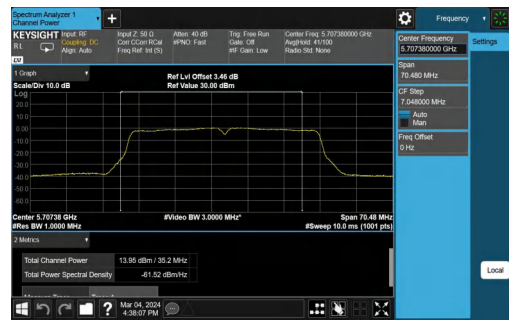 Spectrum Analyzer 1
Channel Power
+
Frequency
KEYSIGHT
Input: RF
Input Z: 50 Ω
Atten: 40 dB
Trig: Free Run
Center Freq: 5.707380000 GHz
RL
Coupling: DC
Corr CCorr RCal
#PNO: Fast
Gate: Off
Avg|Hold: 41/100
Align: Auto
Freq Ref: Int (S)
#IF Gain: Low
Radio Std: None
LV
Center Frequency
5.707380000 GHz
Settings
Span
70.480 MHz
CF Step
7.048000 MHz
Auto
Man
Freq Offset
0 Hz
Local
1 Graph
Ref Lvl Offset 3.46 dB
Scale/Div 10.0 dB
Ref Value 30.00 dBm
Log
20.0
10.0
0.00
-10.0
-20.0
-30.0
-40.0
-50.0
-60.0
Center 5.70738 GHz
#Video BW 3.0000 MHz*
Span 70.48 MHz
#Res BW 1.0000 MHz
#Sweep 10.0 ms (1001 pts)
2 Metrics
Total Channel Power
13.95 dBm / 35.2 MHz
Total Power Spectral Density
-61.52 dBm/Hz
?
Mar 04, 2024
4:38:07 PM